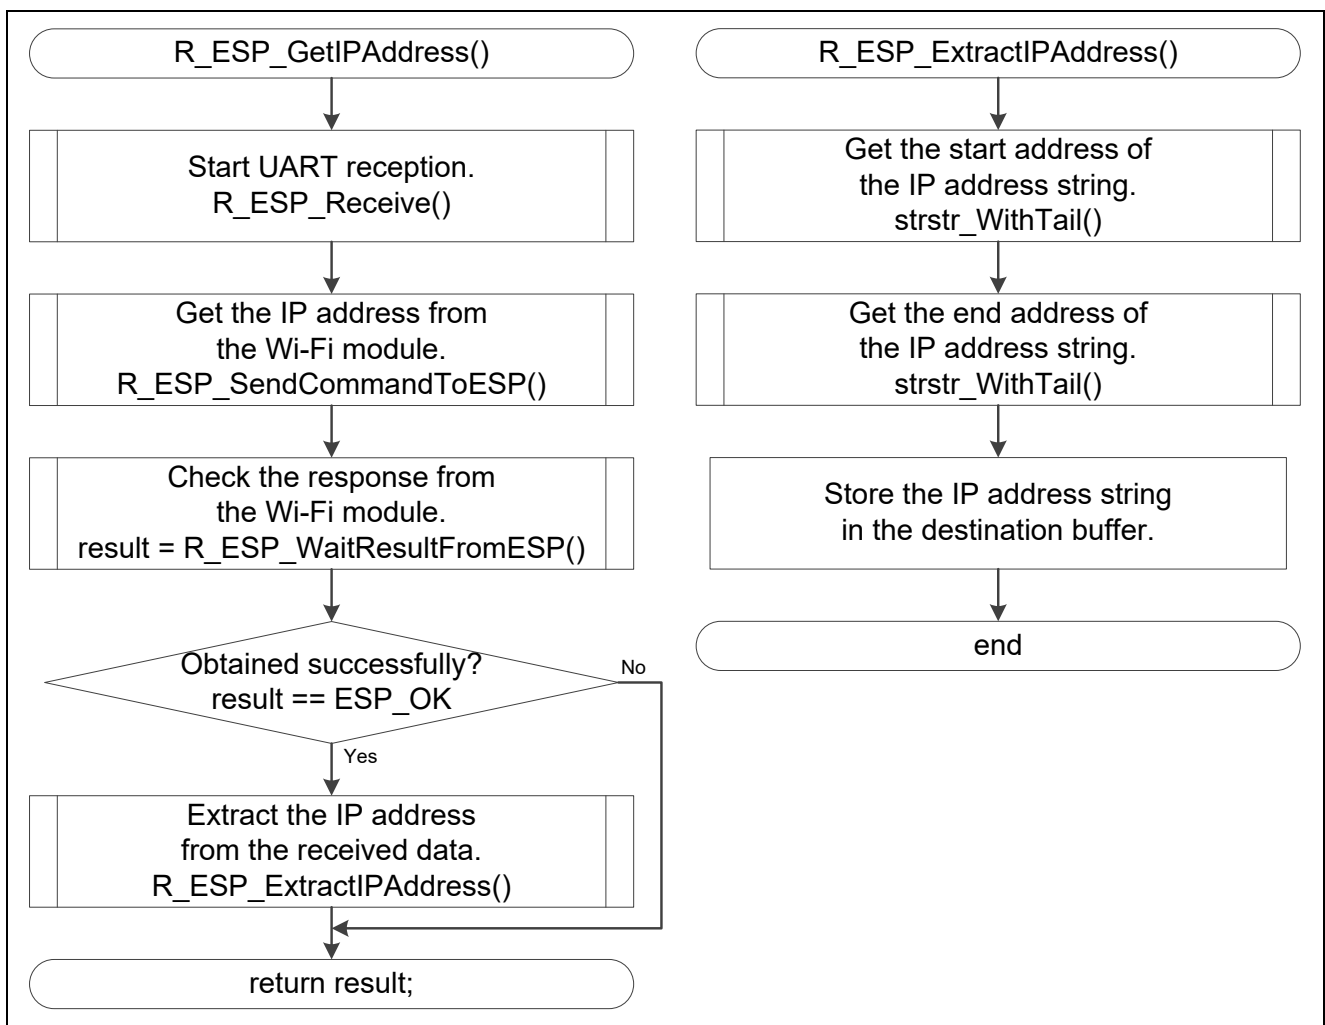 R_ESP_GetIPAddress()
Start UART reception.
R_ESP_Receive()
Get the IP address from
the Wi-Fi module.
R_ESP_SendCommandToESP()
Check the response from
the Wi-Fi module.
result = R_ESP_WaitResultFromESP()
Obtained successfully?
result == ESP_OK
No
Yes
Extract the IP address
from the received data.
R_ESP_ExtractIPAddress()
return result;
R_ESP_ExtractIPAddress()
Get the start address of
the IP address string.
strstr_WithTail()
Get the end address of
the IP address string.
strstr_WithTail()
Store the IP address string
in the destination buffer.
end